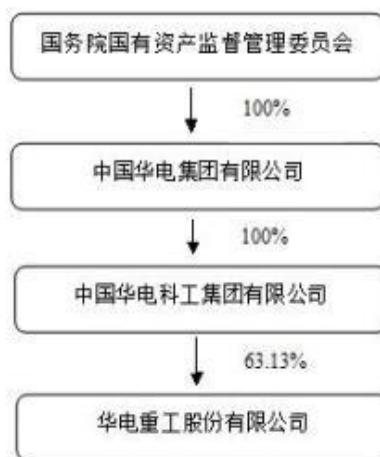 国务院国有资产监督管理委员会
100%
中国华电集团有限公司
100%
中国华电科工集团有限公司
63.13%
华电重工股份有限公司